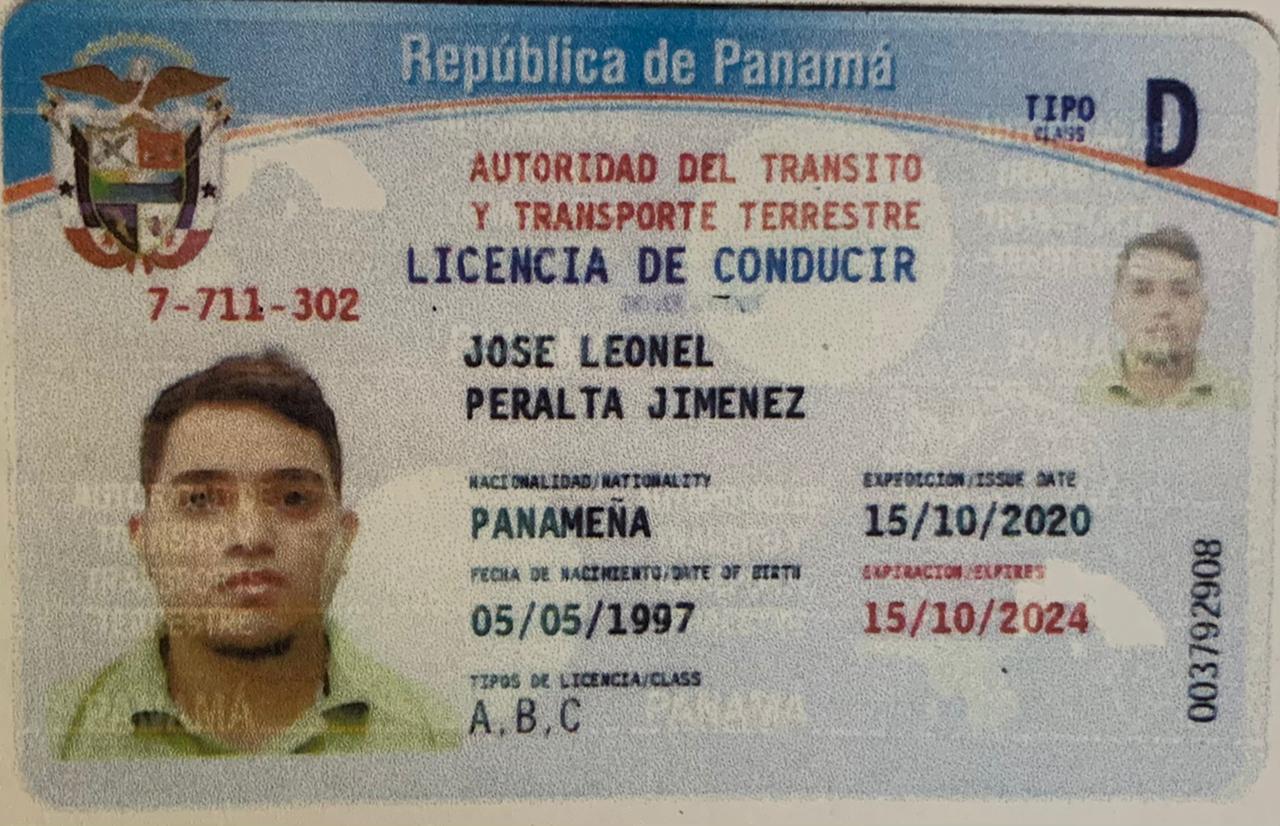 República de Panamá
TIPO
CLASS
D
AUTORIDAD DEL TRANSITO
Y TRANSPORTE TERRESTRE
LICENCIA DE CONDUCIR
7-711-302
JOSE LEONEL
PERALTA JIMENEZ
NACIONALIDAD/NATIONALITY
PANAMEÑA
EXPEDICION/ISSUE DATE
15/10/2020
FECHA DE NACIMIENTO/DATE OF BIRTH
05/05/1997
EXPIRACION/EXPIRES
15/10/2024
TIPOS DE LICENCIA/CLASS
A,B,C
PANAMA
003792908